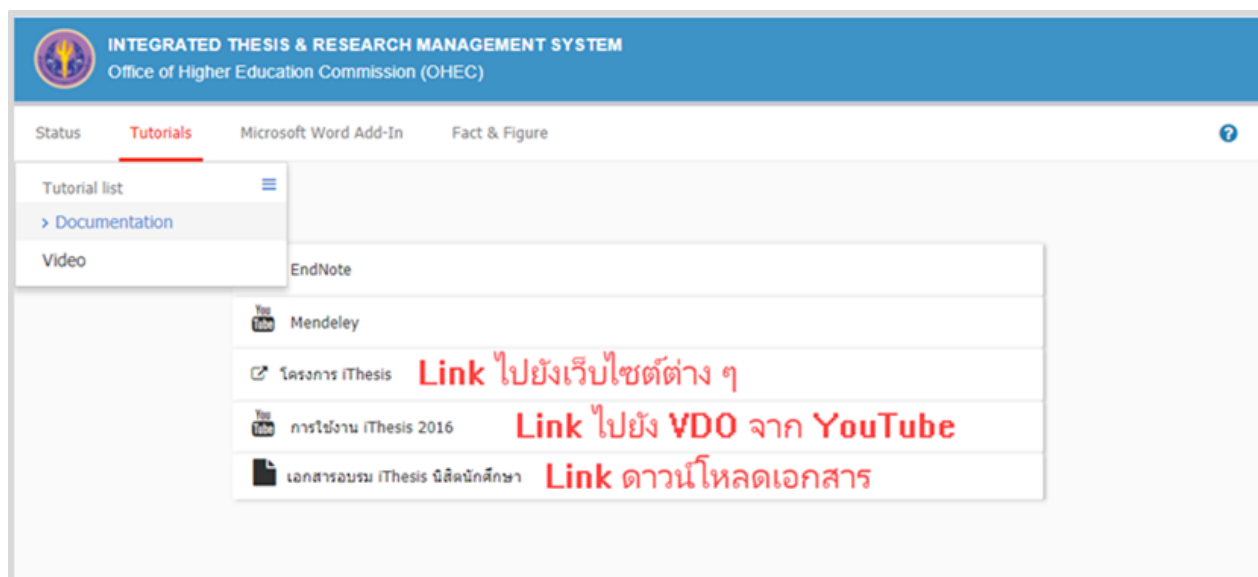 INTEGRATED THESIS & RESEARCH MANAGEMENT SYSTEM
Office of Higher Education Commission (OHEC)
Status Tutorials Microsoft Word Add-In Fact & Figure
Tutorial list
> Documentation
Video
EndNote
You Tube Mendeley
โครงการ iThesis Link ไปยังเว็บไซต์ต่าง ๆ
You Tube การใช้งาน iThesis 2016 Link ไปยัง VDO จาก YouTube
เอกสารอบรม iThesis นิสิตนักศึกษา Link ดาวน์โหลดเอกสาร